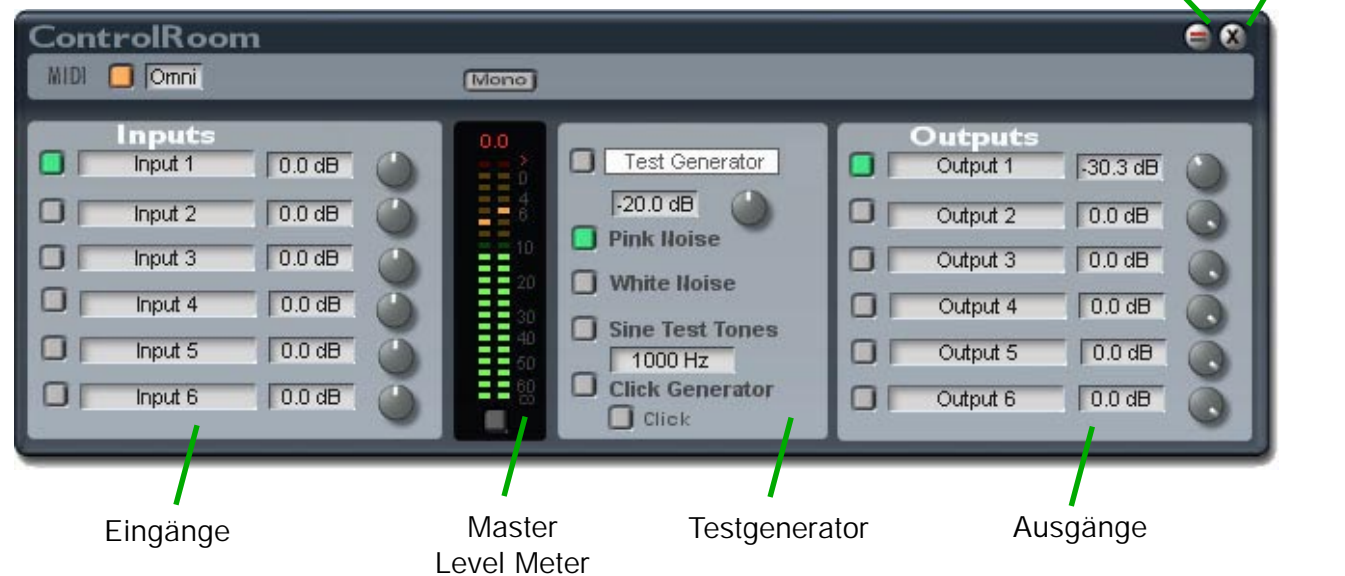 ControlRoom
X
MIDI Omni Mono
Inputs
Input 1 0.0 dB
Input 2 0.0 dB
Input 3 0.0 dB
Input 4 0.0 dB
Input 5 0.0 dB
Input 6 0.0 dB
0.0
>
0
4
6
10
20
30
40
50
60
∞
Test Generator
-20.0 dB
Pink Noise
White Noise
Sine Test Tones
1000 Hz
Click Generator
Click
Outputs
Output 1 -30.3 dB
Output 2 0.0 dB
Output 3 0.0 dB
Output 4 0.0 dB
Output 5 0.0 dB
Output 6 0.0 dB
Eingänge
Master
Level Meter
Testgenerator
Ausgänge